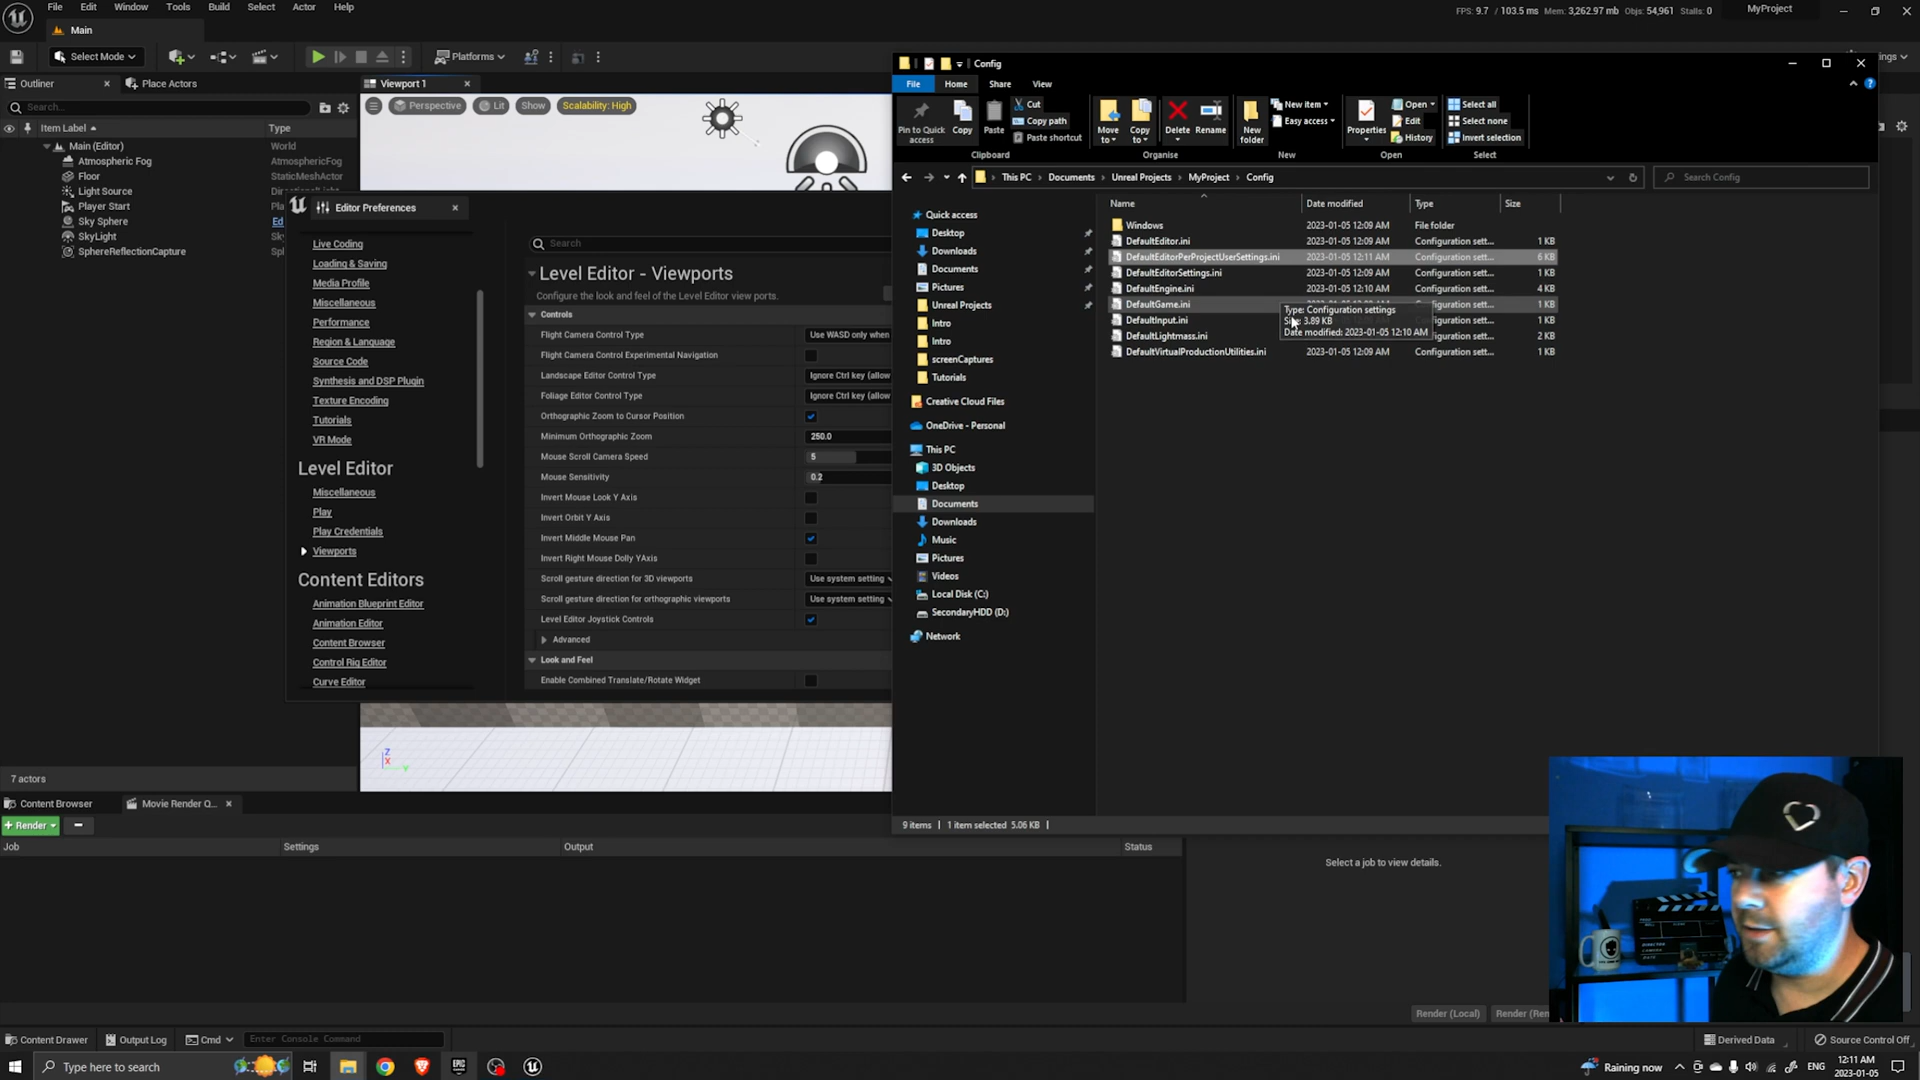 File Edit Window Tools Build Select Actor Help
FPS: 9.7 / 103.5 ms Mem: 3,262.97 mb Objs: 54,961 Stalls: 0 MyProject
Main
Select Mode
Platforms
Outliner Place Actors
Viewport 1
Search...
Perspective Lit Show Scalability: High
Item Label Type
Main (Editor) World
Atmospheric Fog AtmosphericFog
Floor StaticMeshActor
Light Source
Player Start
Sky Sphere Ed
SkyLight
SphereReflectionCapture
7 actors
Editor Preferences
Live Coding
Loading & Saving
Media Profile
Miscellaneous
Performance
Region & Language
Source Code
Synthesis and DSP Plugin
Texture Encoding
Tutorials
VR Mode
Level Editor
Miscellaneous
Play
Play Credentials
Viewports
Content Editors
Animation Blueprint Editor
Animation Editor
Content Browser
Control Rig Editor
Curve Editor
Search
Level Editor - Viewports
Configure the look and feel of the Level Editor view ports.
Controls
Flight Camera Control Type Use WASD only when
Flight Camera Control Experimental Navigation
Landscape Editor Control Type Ignore Ctrl key (allow
Foliage Editor Control Type Ignore Ctrl key (allow
Orthographic Zoom to Cursor Position
Minimum Orthographic Zoom 250.0
Mouse Scroll Camera Speed 5
Mouse Sensitivity 0.2
Invert Mouse Look Y Axis
Invert Orbit Y Axis
Invert Middle Mouse Pan
Invert Right Mouse Dolly YAxis
Scroll gesture direction for 3D viewports Use system setting
Scroll gesture direction for orthographic viewports Use system setting
Level Editor Joystick Controls
Advanced
Look and Feel
Enable Combined Translate/Rotate Widget
Z
X
Y
Config
File Home Share View
Pin to Quick access
Copy
Paste
Cut
Copy path
Paste shortcut
Move to
Copy to
Delete
Rename
New folder
New item
Easy access
Properties
Open
Edit
History
Select all
Select none
Invert selection
Clipboard Organise New Open Select
This PC Documents Unreal Projects MyProject Config
Search Config
Quick access
Desktop
Downloads
Documents
Pictures
Unreal Projects
Intro
Intro
screenCaptures
Tutorials
Creative Cloud Files
OneDrive - Personal
This PC
3D Objects
Desktop
Documents
Downloads
Music
Pictures
Videos
Local Disk (C:)
SecondaryHDD (D:)
Network
Name Date modified Type Size
Windows 2023-01-05 12:09 AM File folder
DefaultEditor.ini 2023-01-05 12:09 AM Configuration sett... 1 KB
DefaultEditorPerProjectUserSettings.ini 2023-01-05 12:11 AM Configuration sett... 6 KB
DefaultEditorSettings.ini 2023-01-05 12:09 AM Configuration sett... 1 KB
DefaultEngine.ini 2023-01-05 12:10 AM Configuration sett... 4 KB
DefaultGame.ini 1 KB
DefaultInput.ini 1 KB
DefaultLightmass.ini 2 KB
DefaultVirtualProductionUtilities.ini 2023-01-05 12:09 AM Configuration sett... 1 KB
Type: Configuration settings
3.89 KB
Date modified: 2023-01-05 12:10 AM
9 items 1 item selected 5.06 KB
Content Browser Movie Render Q...
Render
Job Settings Output Status
Select a job to view details.
Render (Local)
Content Drawer Output Log Cmd Enter Console Command
Derived Data Source Control Off
Type here to search
Raining now
ENG
12:11 AM
2023-01-05